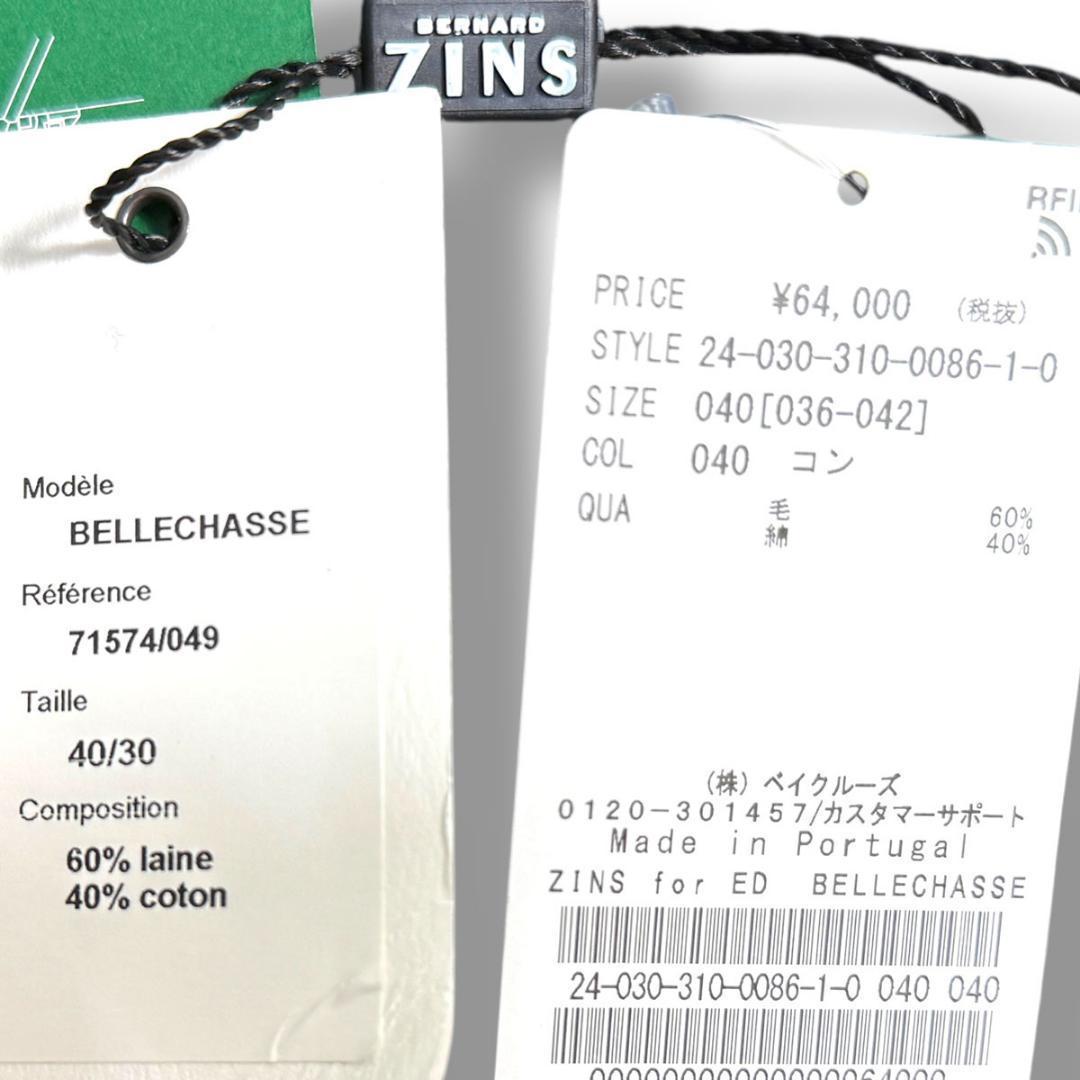 BERNARD
ZINS
Modèle
BELLECHASSE
Référence
71574/049
Taille
40/30
Composition
60% laine
40% coton
PRICE ¥64,000 (税抜)
STYLE 24-030-310-0086-1-0
SIZE 040[036-042]
COL 040 コン
QUA 毛 60%
綿 40%
(株) ベイクルーズ
0120-301457/カスタマーサポート
Made in Portugal
ZINS for ED BELLECHASSE
24-030-310-0086-1-0 040 040